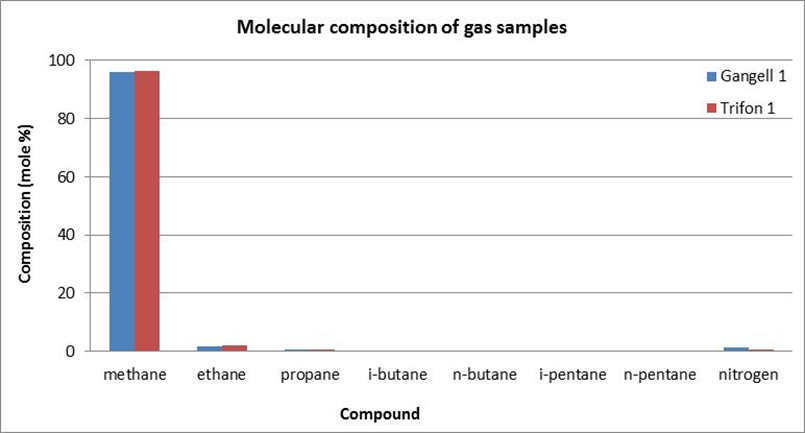 Molecular composition of gas samples
Gangell 1
Trifon 1
Composition (mole %)
100
80
60
40
20
0
methane ethane propane i-butane n-butane i-pentane n-pentane nitrogen
Compound